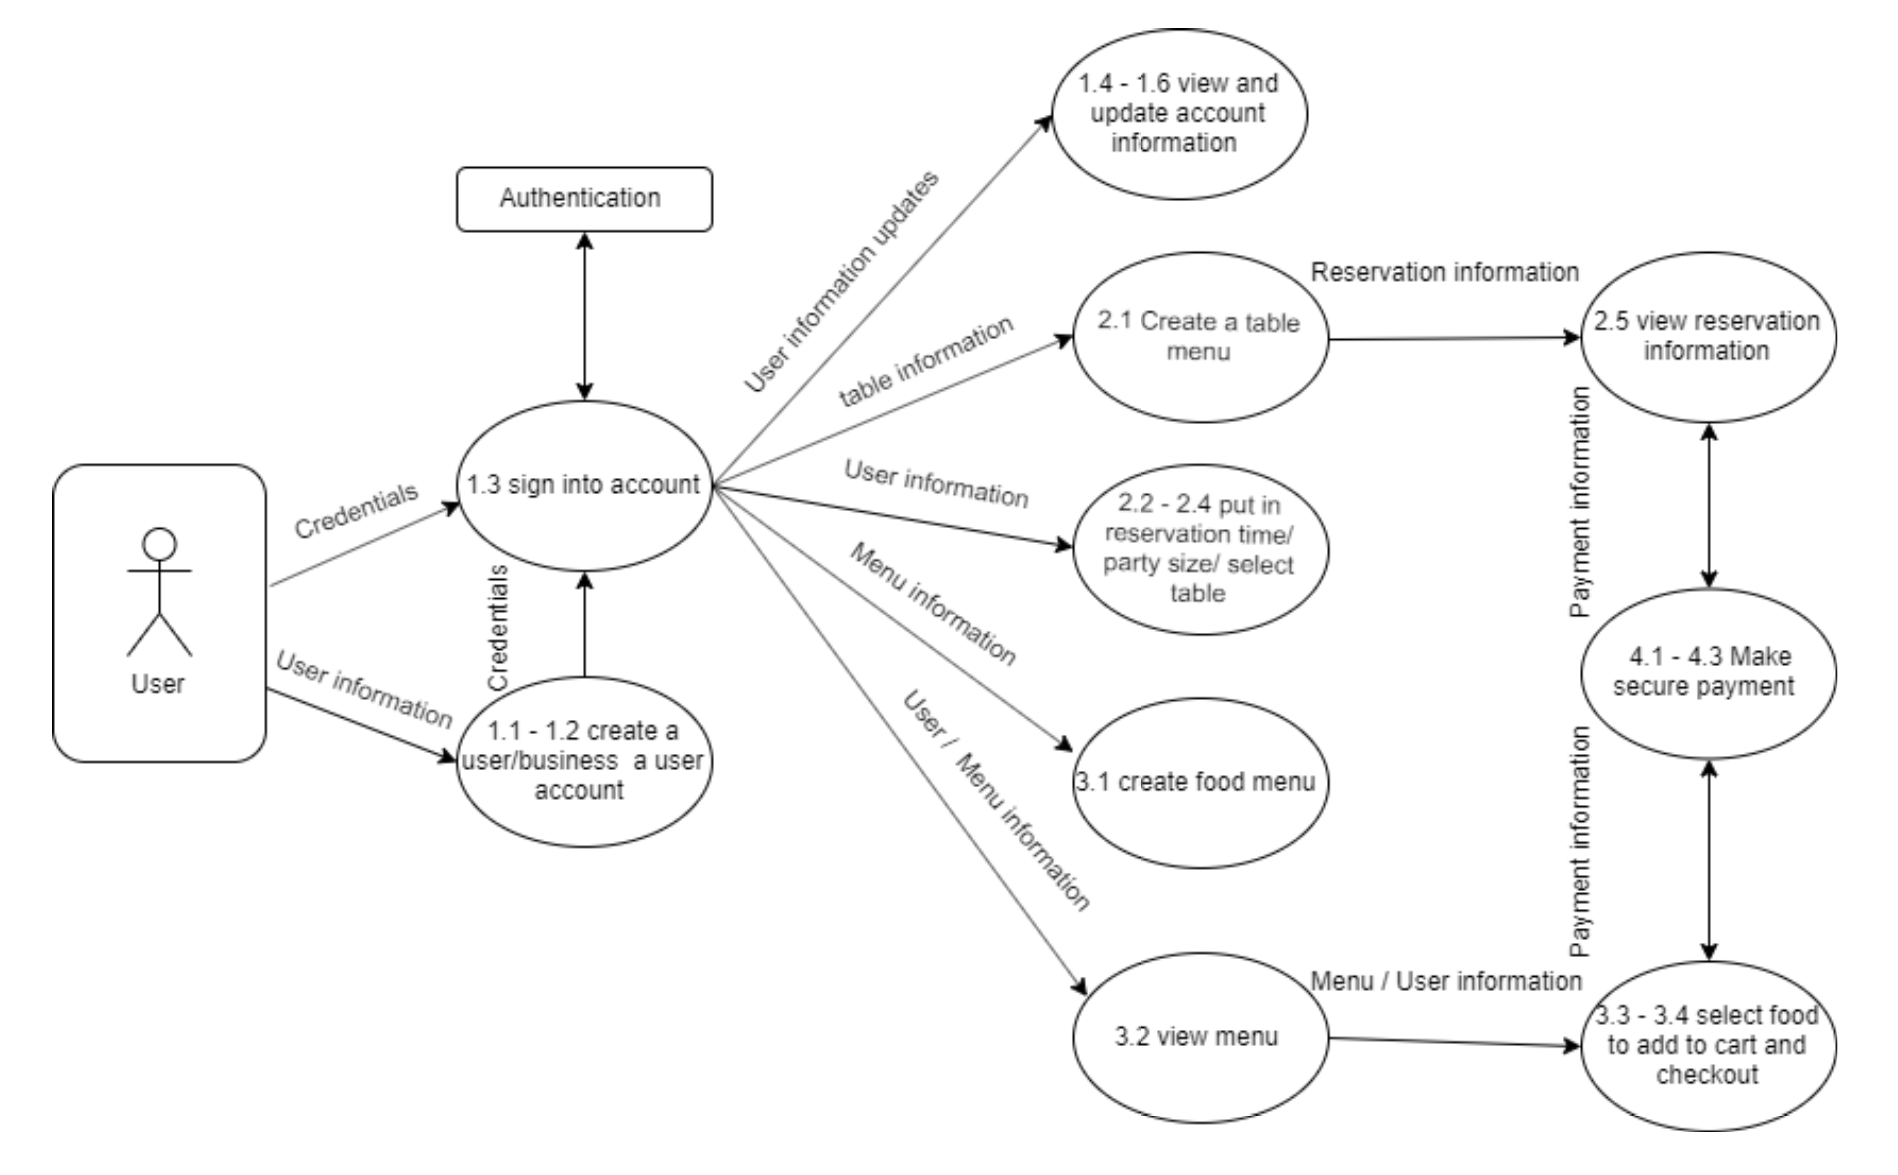 1.4 - 1.6 view and
update account
information
Authentication
User information updates
Reservation information
2.1 Create a table
menu
2.5 view reservation
information
table information
Payment information
1.3 sign into account
Credentials
User information
2.2 - 2.4 put in
reservation time/
party size/ select
table
Menu information
Credentials
User
User information
4.1 - 4.3 Make
secure payment
1.1 - 1.2 create a
user/business a user
account
User / Menu information
3.1 create food menu
Payment information
Menu / User information
3.2 view menu
3.3 - 3.4 select food
to add to cart and
checkout